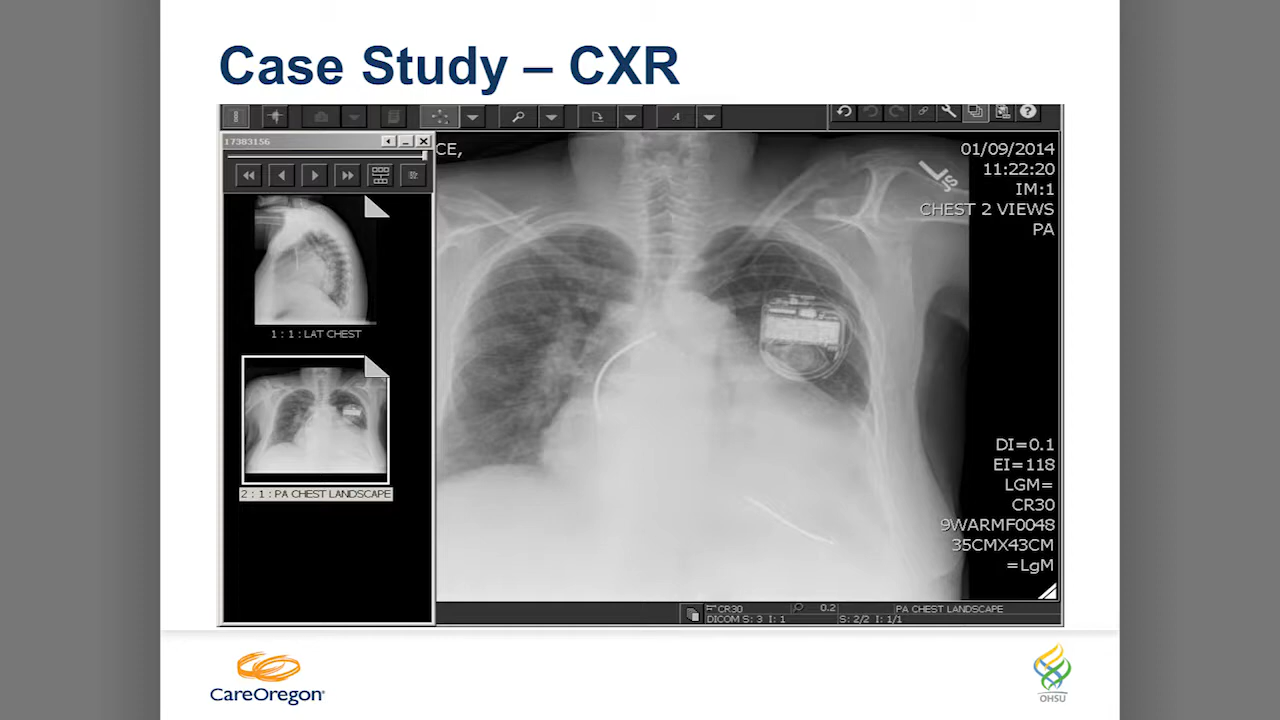 Case Study – CXR
17383156
CE,
01/09/2014
11:22:20
IM:1
CHEST 2 VIEWS
PA
L
JS
1 : 1 : LAT CHEST
2 : 1 : PA CHEST LANDSCAPE
DI=0.1
EI=118
LGM=
CR30
9WARMF0048
35CMX43CM
=LgM
CR30
0.2
PA CHEST LANDSCAPE
DICOM S: 3 I: 1
S: 2/2 I: 1/1
CareOregon®
OHSU